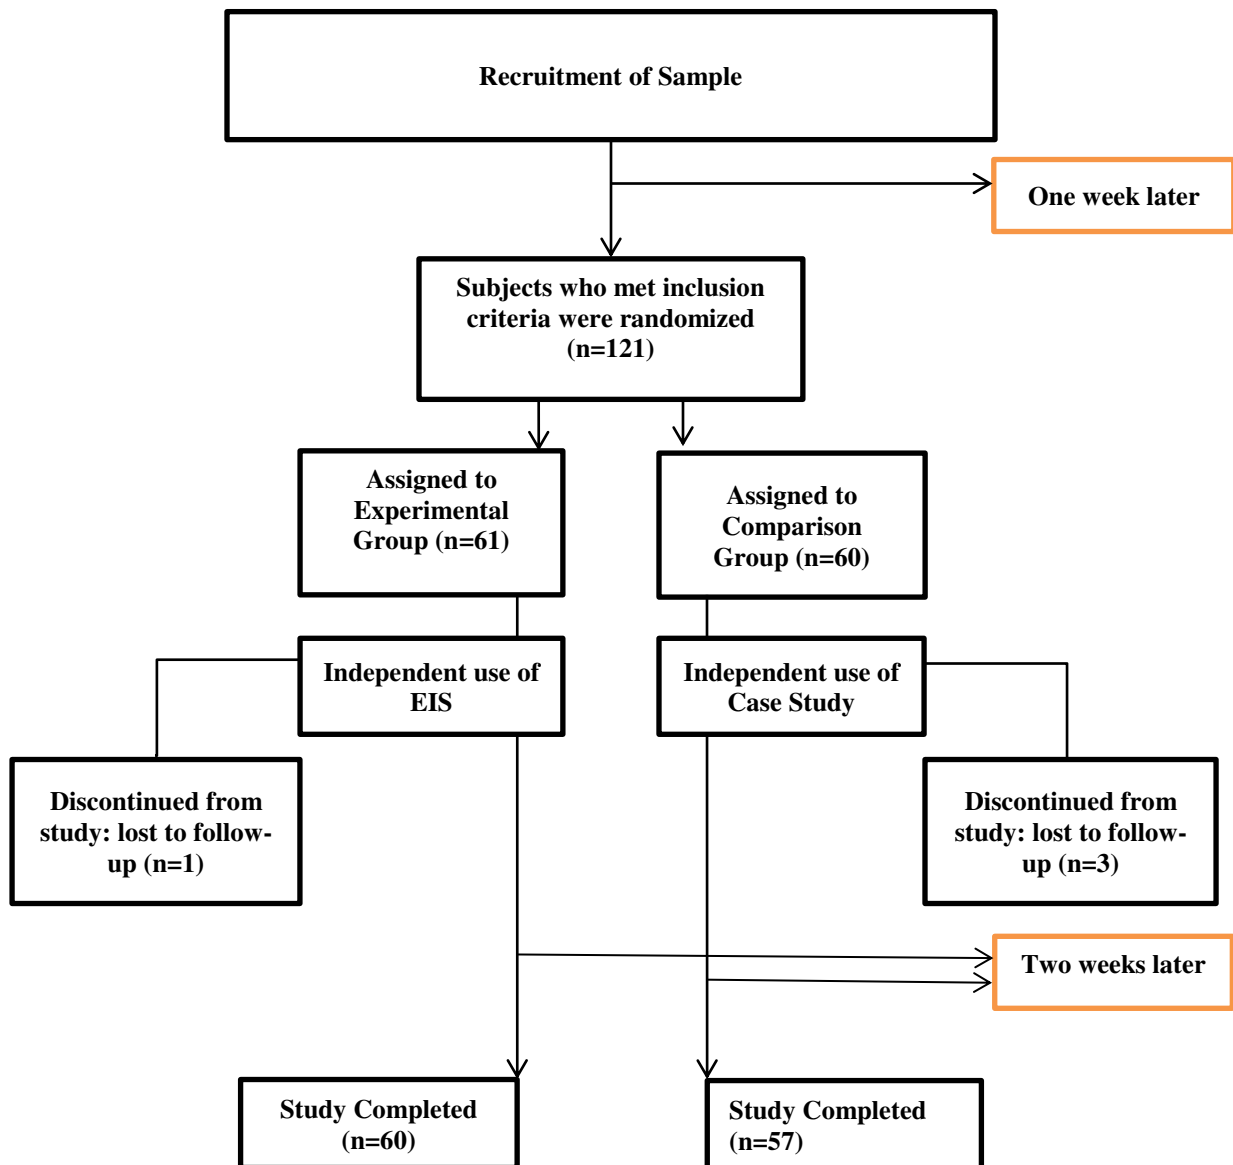 Recruitment of Sample
One week later
Subjects who met inclusion
criteria were randomized
(n=121)
Assigned to
Experimental
Group (n=61)
Assigned to
Comparison
Group (n=60)
Independent use of
EIS
Independent use of
Case Study
Discontinued from
study: lost to follow-
up (n=1)
Discontinued from
study: lost to follow-
up (n=3)
Two weeks later
Study Completed
(n=60)
Study Completed
(n=57)